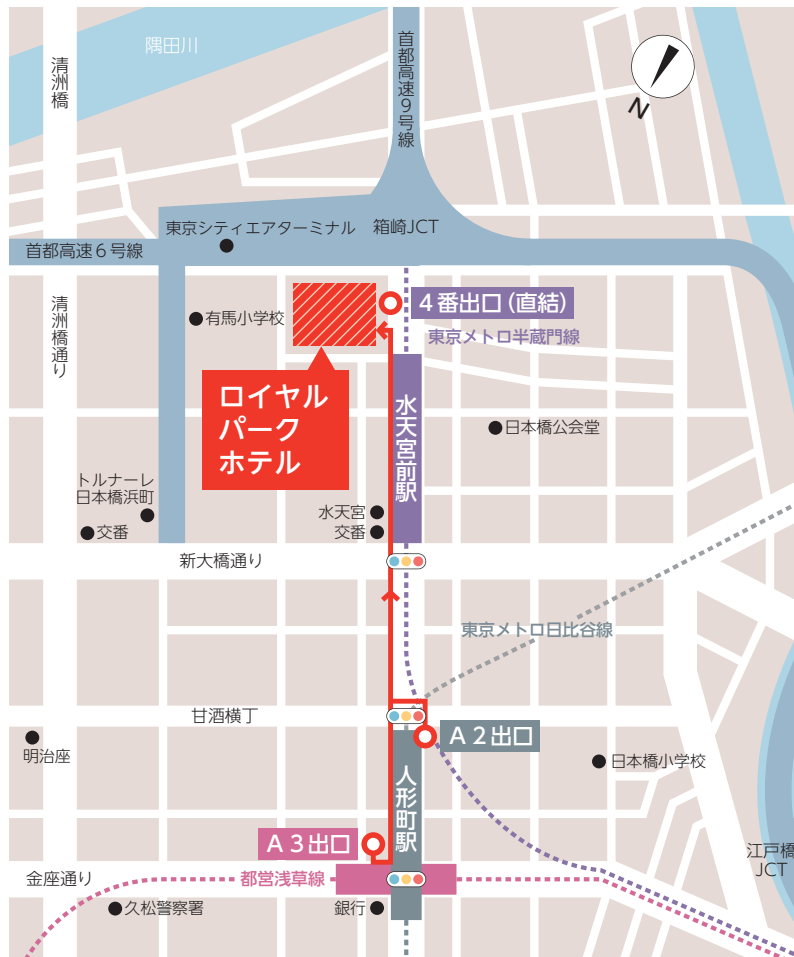 隅田川
清洲橋
首都高速9号線
N
東京シティエアターミナル
箱崎JCT
首都高速6号線
清洲橋通り
有馬小学校
4番出口(直結)
東京メトロ半蔵門線
ロイヤル
パーク
ホテル
水天宮前駅
日本橋公会堂
トルナーレ
日本橋浜町
交番
水天宮
交番
新大橋通り
東京メトロ日比谷線
甘酒横丁
A2出口
明治座
人形町駅
日本橋小学校
A3出口
江戸橋
JCT
金座通り
都営浅草線
久松警察署
銀行